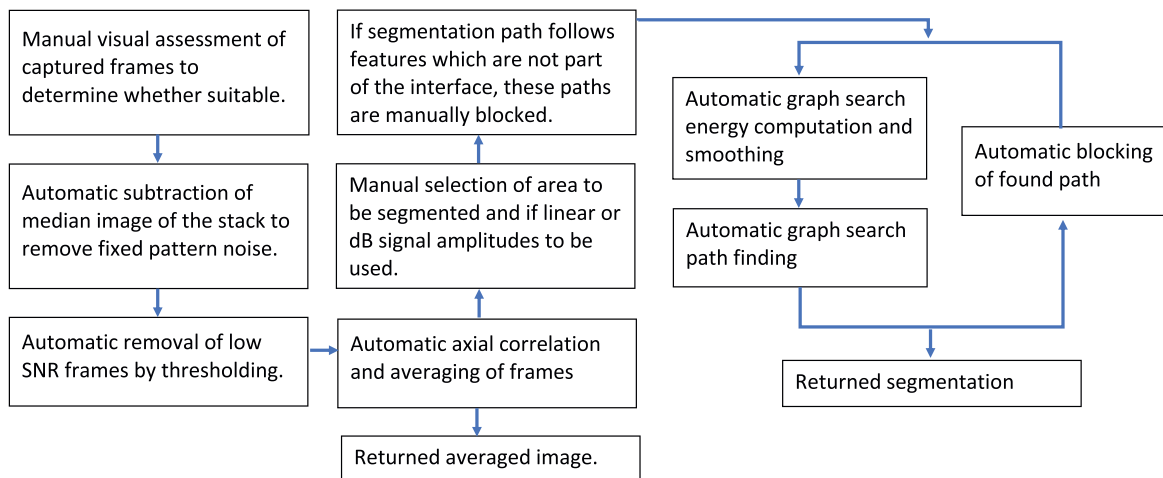 Manual visual assessment of
captured frames to
determine whether suitable.
Automatic subtraction of
median image of the stack to
remove fixed pattern noise.
Automatic removal of low
SNR frames by thresholding.
Automatic axial correlation
and averaging of frames
Returned averaged image.
Manual selection of area to
be segmented and if linear or
dB signal amplitudes to be
used.
If segmentation path follows
features which are not part
of the interface, these paths
are manually blocked.
Automatic graph search
energy computation and
smoothing
Automatic graph search
path finding
Automatic blocking
of found path
Returned segmentation